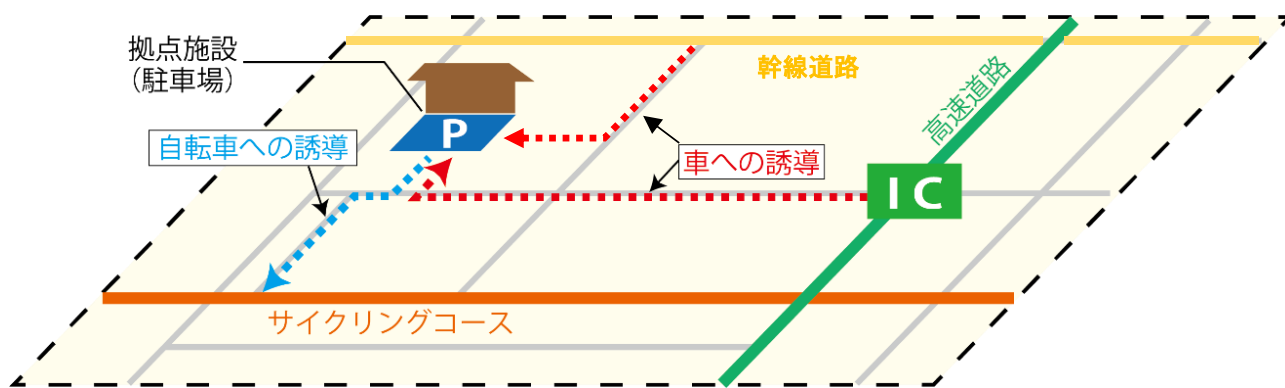 拠点施設
（駐車場）
幹線道路
高速道路
P
自転車への誘導
車への誘導
IC
サイクリングコース